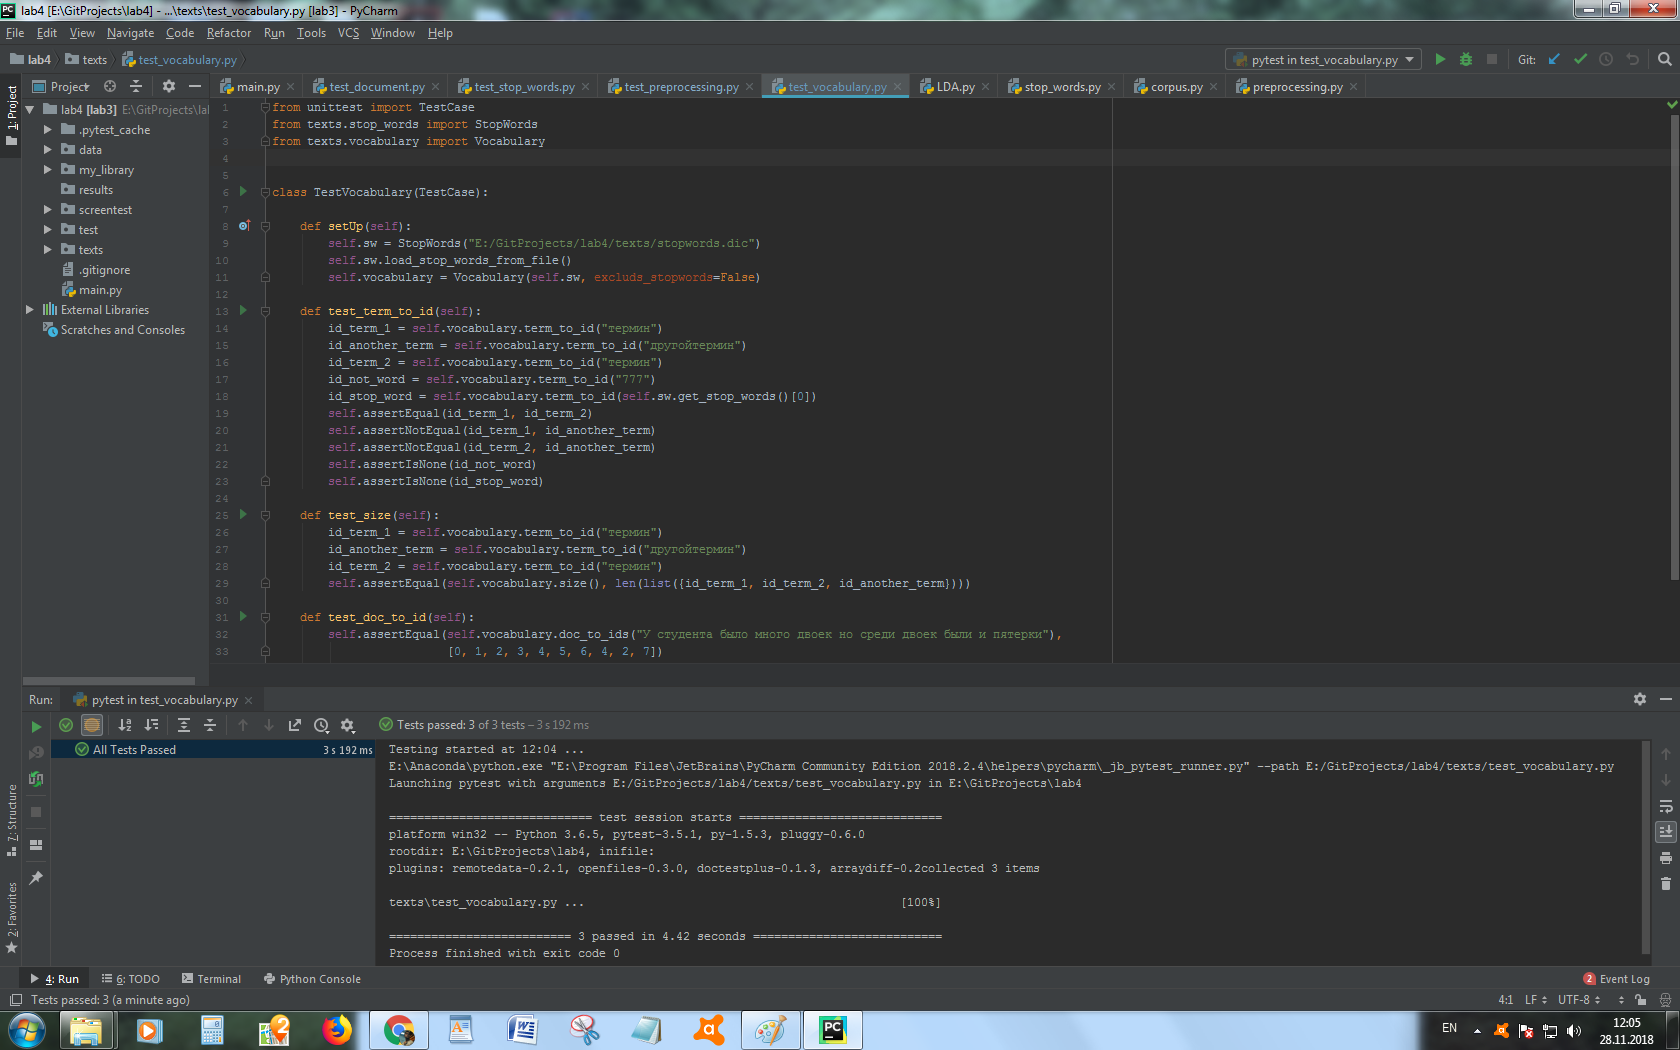 lab4 [E:\GitProjects\lab4] - ...\texts\test_vocabulary.py [lab3] - PyCharm
File Edit View Navigate Code Refactor Run Tools VCS Window Help
lab4 texts test_vocabulary.py
pytest in test_vocabulary.py Git:
Project
main.py test_document.py test_stop_words.py test_preprocessing.py test_vocabulary.py LDA.py stop_words.py corpus.py preprocessing.py
1: Project
lab4 [lab3] E:\GitProjects\la
.pytest_cache
data
my_library
results
screentest
test
texts
.gitignore
main.py
External Libraries
Scratches and Consoles
1 from unittest import TestCase
2 from texts.stop_words import StopWords
3 from texts.vocabulary import Vocabulary
4
5
6 class TestVocabulary(TestCase):
7
8 def setUp(self):
9 self.sw = StopWords("E:/GitProjects/lab4/texts/stopwords.dic")
10 self.sw.load_stop_words_from_file()
11 self.vocabulary = Vocabulary(self.sw, excluds_stopwords=False)
12
13 def test_term_to_id(self):
14 id_term_1 = self.vocabulary.term_to_id("термин")
15 id_another_term = self.vocabulary.term_to_id("другойтермин")
16 id_term_2 = self.vocabulary.term_to_id("термин")
17 id_not_word = self.vocabulary.term_to_id("777")
18 id_stop_word = self.vocabulary.term_to_id(self.sw.get_stop_words()[0])
19 self.assertEqual(id_term_1, id_term_2)
20 self.assertNotEqual(id_term_1, id_another_term)
21 self.assertNotEqual(id_term_2, id_another_term)
22 self.assertIsNone(id_not_word)
23 self.assertIsNone(id_stop_word)
24
25 def test_size(self):
26 id_term_1 = self.vocabulary.term_to_id("термин")
27 id_another_term = self.vocabulary.term_to_id("другойтермин")
28 id_term_2 = self.vocabulary.term_to_id("термин")
29 self.assertEqual(self.vocabulary.size(), len(list({id_term_1, id_term_2, id_another_term})))
30
31 def test_doc_to_id(self):
32 self.assertEqual(self.vocabulary.doc_to_ids("У студента было много двоек но среди двоек были и пятерки"),
33 [0, 1, 2, 3, 4, 5, 6, 4, 2, 7])
Run: pytest in test_vocabulary.py
Tests passed: 3 of 3 tests – 3 s 192 ms
All Tests Passed 3 s 192 ms
Testing started at 12:04 ...
E:\Anaconda\python.exe "E:\Program Files\JetBrains\PyCharm Community Edition 2018.2.4\helpers\pycharm\_jb_pytest_runner.py" --path E:/GitProjects/lab4/texts/test_vocabulary.py
Launching pytest with arguments E:/GitProjects/lab4/texts/test_vocabulary.py in E:\GitProjects\lab4
============================= test session starts =============================
platform win32 -- Python 3.6.5, pytest-3.5.1, py-1.5.3, pluggy-0.6.0
rootdir: E:\GitProjects\lab4, inifile:
plugins: remotedata-0.2.1, openfiles-0.3.0, doctestplus-0.1.3, arraydiff-0.2collected 3 items
texts\test_vocabulary.py ... [100%]
========================== 3 passed in 4.42 seconds ===========================
Process finished with exit code 0
7: Structure
2: Favorites
4: Run 6: TODO Terminal Python Console 2 Event Log
Tests passed: 3 (a minute ago) 4:1 LF UTF-8
PC
EN 12:05
28.11.2018